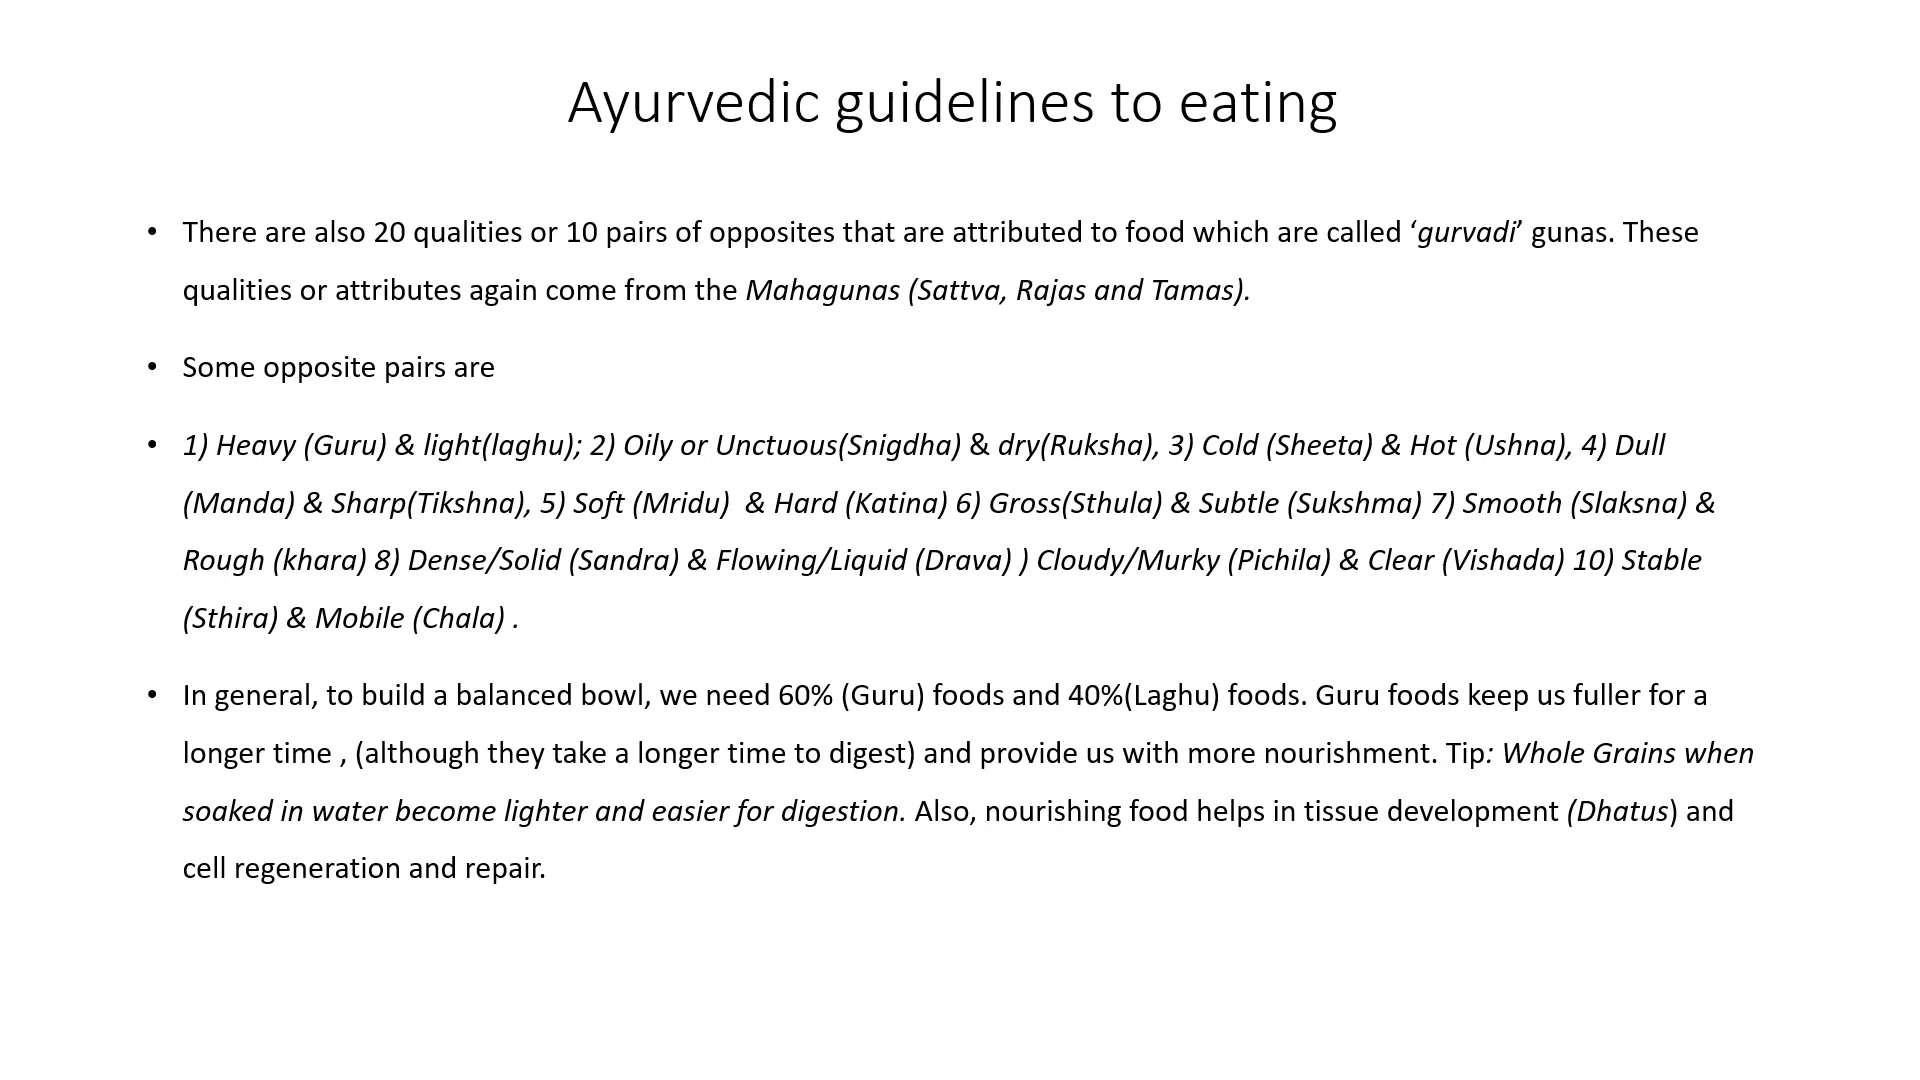 Ayurvedic guidelines to eating
• There are also 20 qualities or 10 pairs of opposites that are attributed to food which are called ‘gurvadi’ gunas. These
qualities or attributes again come from the Mahagunas (Sattva, Rajas and Tamas).
• Some opposite pairs are
• 1) Heavy (Guru) & light(laghu); 2) Oily or Unctuous(Snigdha) & dry(Ruksha), 3) Cold (Sheeta) & Hot (Ushna), 4) Dull
(Manda) & Sharp(Tikshna), 5) Soft (Mridu)  & Hard (Katina) 6) Gross(Sthula) & Subtle (Sukshma) 7) Smooth (Slaksna) &
Rough (khara) 8) Dense/Solid (Sandra) & Flowing/Liquid (Drava) ) Cloudy/Murky (Pichila) & Clear (Vishada) 10) Stable
(Sthira) & Mobile (Chala) .
• In general, to build a balanced bowl, we need 60% (Guru) foods and 40%(Laghu) foods. Guru foods keep us fuller for a
longer time , (although they take a longer time to digest) and provide us with more nourishment. Tip: Whole Grains when
soaked in water become lighter and easier for digestion. Also, nourishing food helps in tissue development (Dhatus) and
cell regeneration and repair.